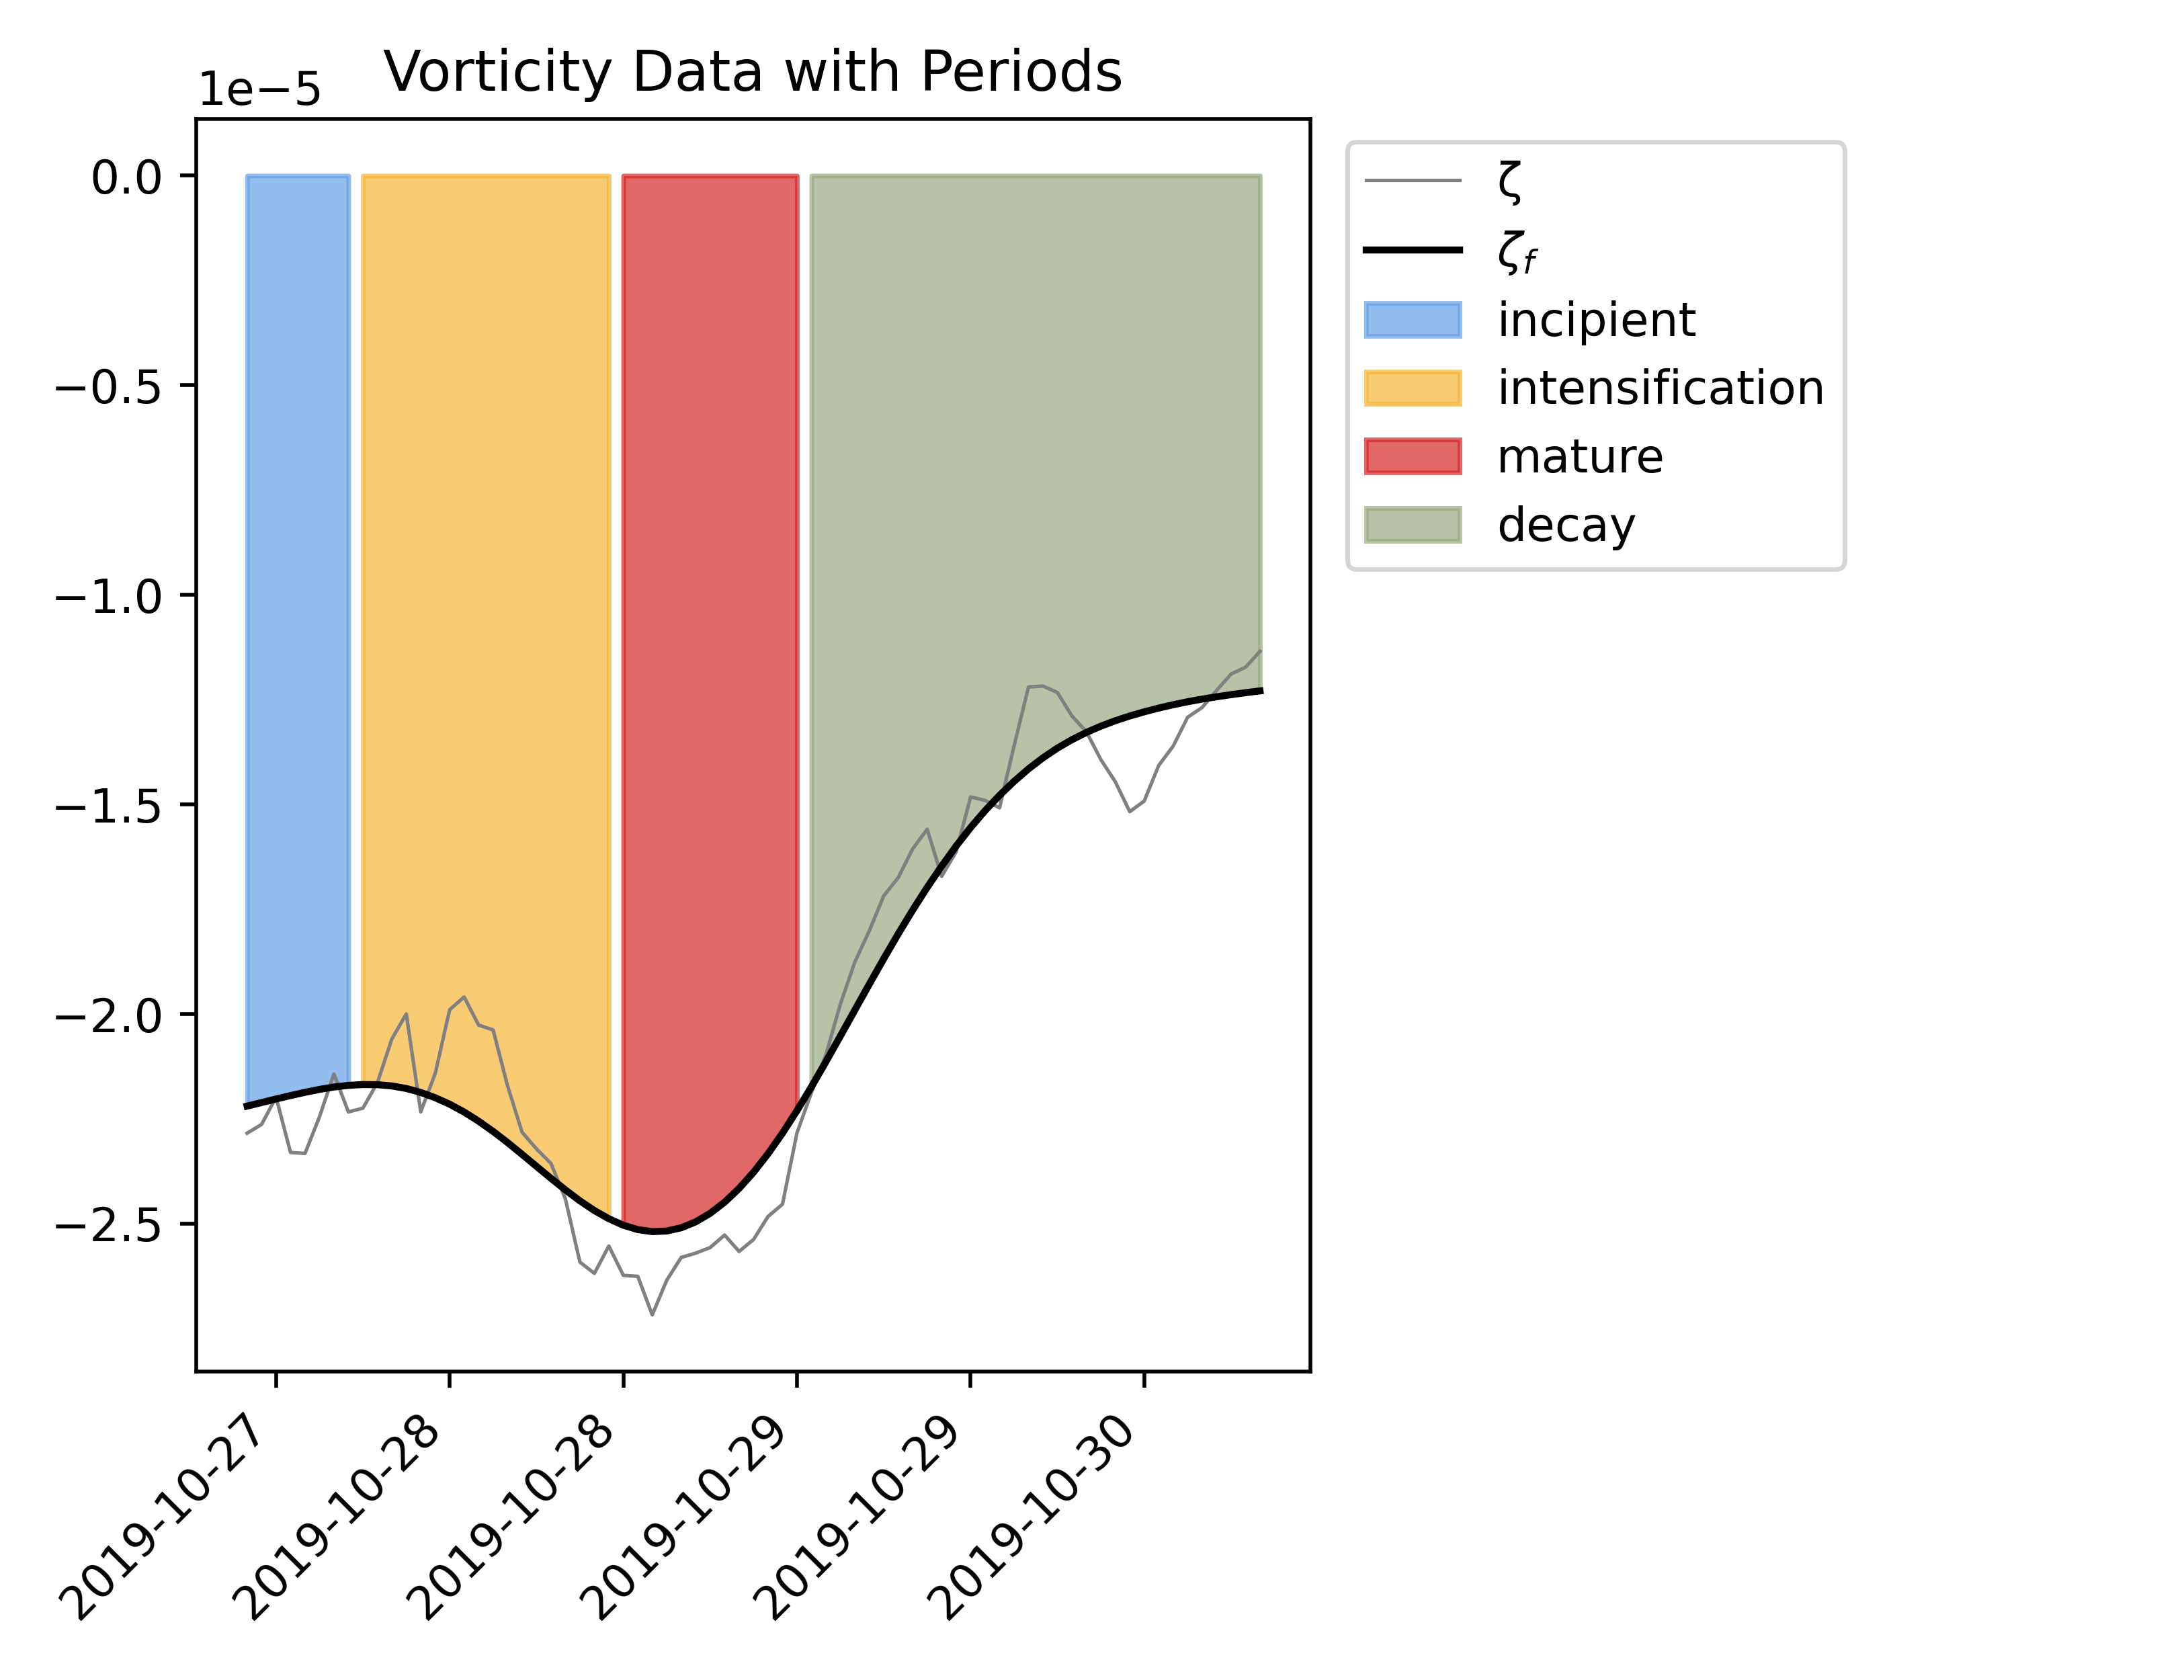 Vorticity Data with Periods
1e−5
0.0
−0.5
−1.0
−1.5
−2.0
−2.5
2019-10-27
2019-10-28
2019-10-28
2019-10-29
2019-10-29
2019-10-30
ζ
ζf
incipient
intensification
mature
decay